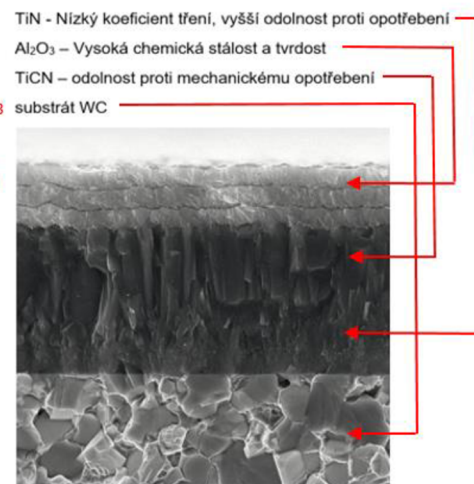 TiN - Nízký koeficient tření, vyšší odolnost proti opotřebení
Al₂O₃ – Vysoká chemická stálost a tvrdost
TiCN – odolnost proti mechanickému opotřebení
substrát WC